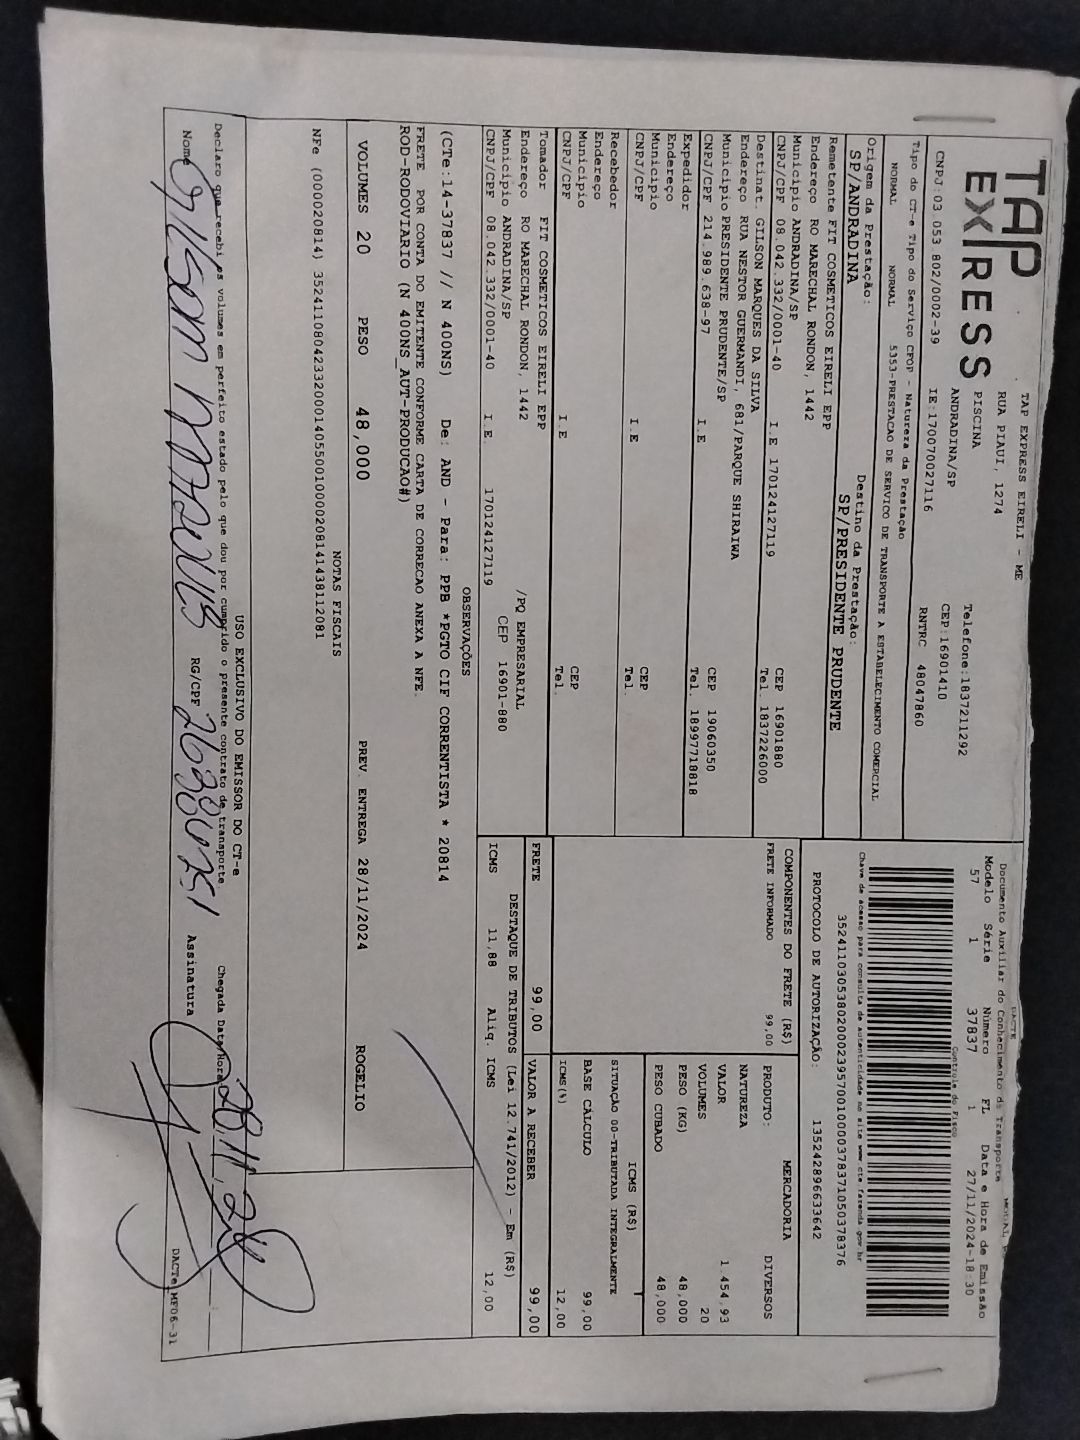 TAP EXPRESS
TAP EXPRESS EIRELI - ME
RUA PIAUI, 1274
PISCINA
ANDRADINA/SP
Telefone:1837211292
CEP:16901410
CNPJ:03.053.802/0002-39 IE:170070027116 RNTRC 48047860
DACTE
Documento Auxiliar do Conhecimento de Transporte
Modelo Série Número FL Data e Hora de Emissão
57 1 37837 1 27/11/2024-18:30
Controle do Fisco
Chave de acesso para consulta de autenticidade no site www.cte.fazenda.gov.br
35241103053802000239570010000378371050378376
PROTOCOLO DE AUTORIZAÇÃO: 135242896633642
Tipo do CT-e Tipo do Serviço CFOP - Natureza da Prestação
NORMAL NORMAL 5353-PRESTACAO DE SERVICO DE TRANSPORTE A ESTABELECIMENTO COMERCIAL
Origem da Prestação: Destino da Prestação:
SP/ANDRADINA SP/PRESIDENTE PRUDENTE
Remetente FIT COSMETICOS EIRELI EPP
Endereço RO MARECHAL RONDON, 1442
Municipio ANDRADINA/SP CEP 16901880
CNPJ/CPF 08.042.332/0001-40 I.E 170124127119 Tel. 1837226000
Destinat. GILSON MARQUES DA SILVA
Endereço RUA NESTOR GUERMANDI, 681/PARQUE SHIRAIWA
Municipio PRESIDENTE PRUDENTE/SP CEP 19060350
CNPJ/CPF 214.989.638-97 I.E Tel. 18997718818
Expedidor
Endereço
Municipio CEP
CNPJ/CPF I.E Tel.
Recebedor
Endereço
Municipio CEP
CNPJ/CPF I.E Tel.
Tomador FIT COSMETICOS EIRELI EPP
Endereço RO MARECHAL RONDON, 1442 /PQ EMPRESARIAL
Municipio ANDRADINA/SP CEP 16901-880
CNPJ/CPF 08.042.332/0001-40 I.E. 170124127119
COMPONENTES DO FRETE (R$)
FRETE INFORMADO 99,00
PRODUTO: MERCADORIA
NATUREZA DIVERSOS
VALOR 1.454,93
VOLUMES 20
PESO (KG) 48,000
PESO CUBADO 48,000
ICMS (R$)
SITUAÇÃO 00-TRIBUTADA INTEGRALMENTE
BASE CÁLCULO 99,00
ICMS(%) 12,00
FRETE 99,00 VALOR A RECEBER 99,00
DESTAQUE DE TRIBUTOS (Lei 12.741/2012) - Em (R$)
ICMS 11,88 Aliq. ICMS 12,00
OBSERVAÇÕES
(CTe:14-37837 // N 400NS) De: AND - Para: PPB *PGTO CIF CORRENTISTA * 20814
FRETE POR CONTA DO EMITENTE CONFORME CARTA DE CORRECAO ANEXA A NFE.
ROD-RODOVIARIO (N 400NS_AUT-PRODUCAO#)
VOLUMES 20 PESO 48,000 PREV. ENTREGA 28/11/2024 ROGELIO
NOTAS FISCAIS
NFe (000020814) 35241108042332000140550010000208141438112081
USO EXCLUSIVO DO EMISSOR DO CT-e
Declaro que recebi os volumes em perfeito estado pelo que dou por cumprido o presente contrato de transporte Chegada Data/Hora 28.11.24
Nome Gilson Marques RG/CPF Assinatura
DACTe_MF06-31